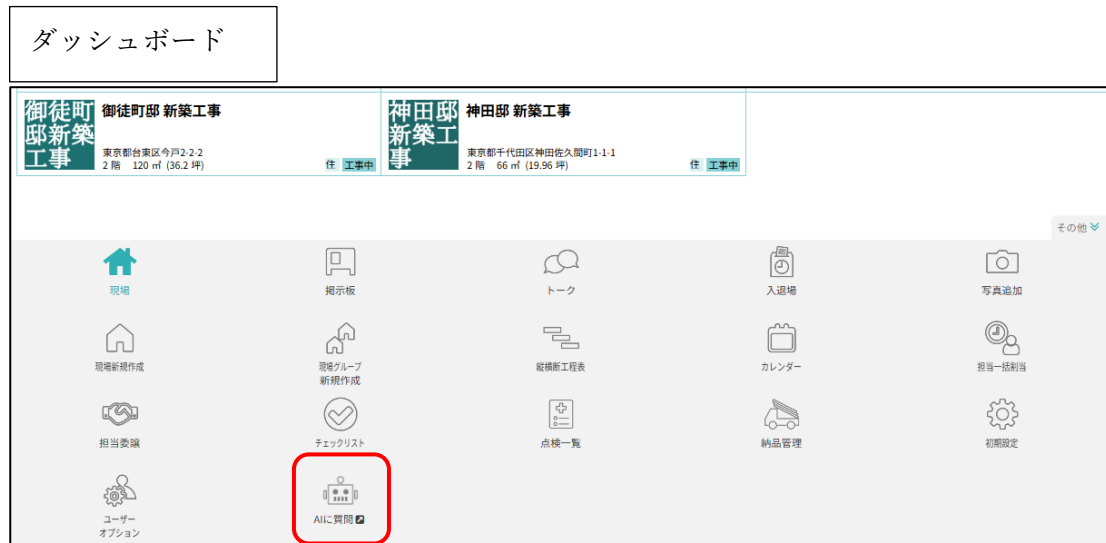 ダッシュボード
御徒町
邸新築
工事
御徒町邸 新築工事
東京都台東区今戸2-2-2
2 階 120 ㎡ (36.2 坪)
住 工事中
神田邸
新築工
事
神田邸 新築工事
東京都千代田区神田佐久間町1-1-1
2 階 66 ㎡ (19.96 坪)
住 工事中
その他
現場
掲示板
トーク
入退場
写真追加
現場新規作成
現場グループ
新規作成
縦横断工程表
カレンダー
担当一括割当
担当委譲
チェックリスト
点検一覧
納品管理
初期設定
ユーザー
オプション
AIに質問